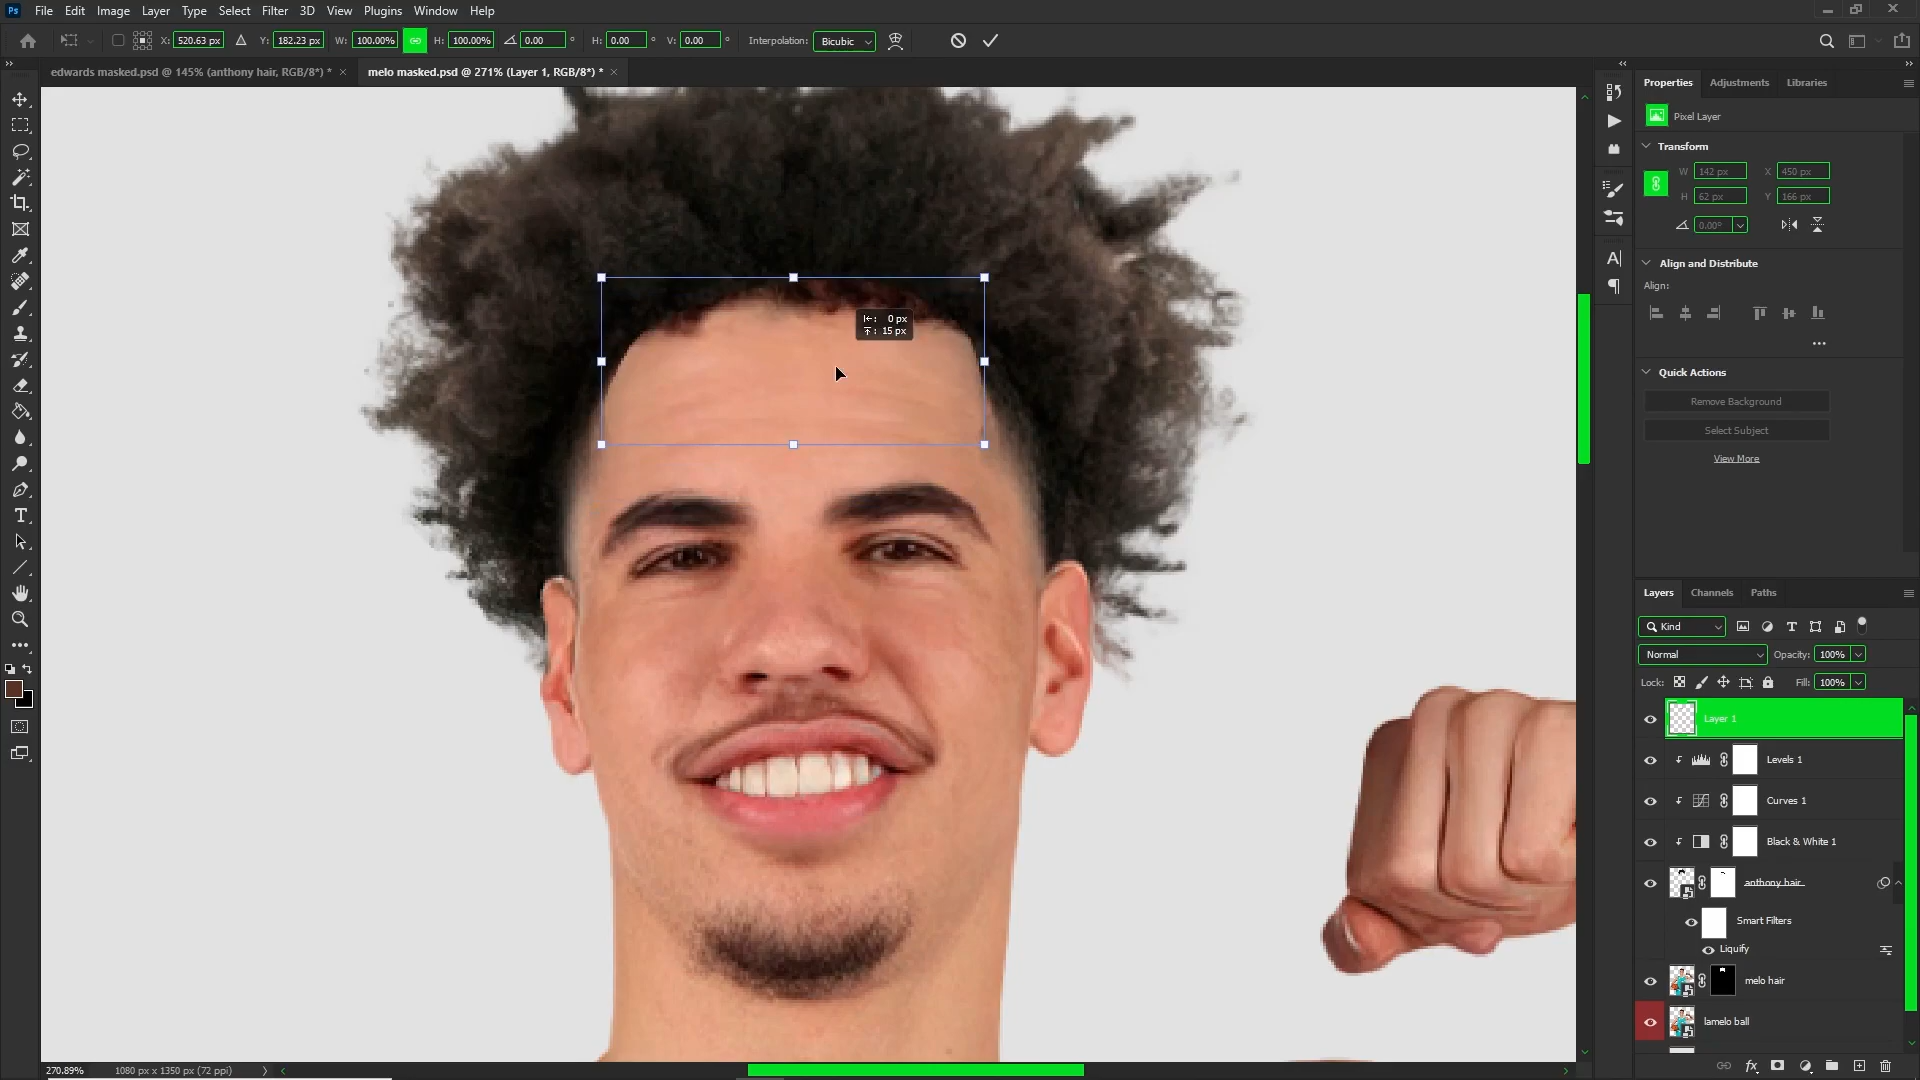 Ps File Edit Image Layer Type Select Filter 3D View Plugins Window Help
X: 520.63 px Y: 182.23 px W: 100.00% H: 100.00% 0.00 ° H: 0.00 ° V: 0.00 ° Interpolation: Bicubic
edwards masked.psd @ 145% (anthony hair, RGB/8*) * melo masked.psd @ 271% (Layer 1, RGB/8*) *
Properties Adjustments Libraries
Pixel Layer
Transform
W 142 px X 450 px
H 62 px Y 166 px
0.00°
Align and Distribute
Align:
Quick Actions
Remove Background
Select Subject
View More
: 0 px
: 15 px
Layers Channels Paths
Kind
Normal Opacity: 100%
Lock: Fill: 100%
Layer 1
Levels 1
Curves 1
Black & White 1
anthony hair
Smart Filters
Liquify
melo hair
lamelo ball
270.89% 1080 px x 1350 px (72 ppi)